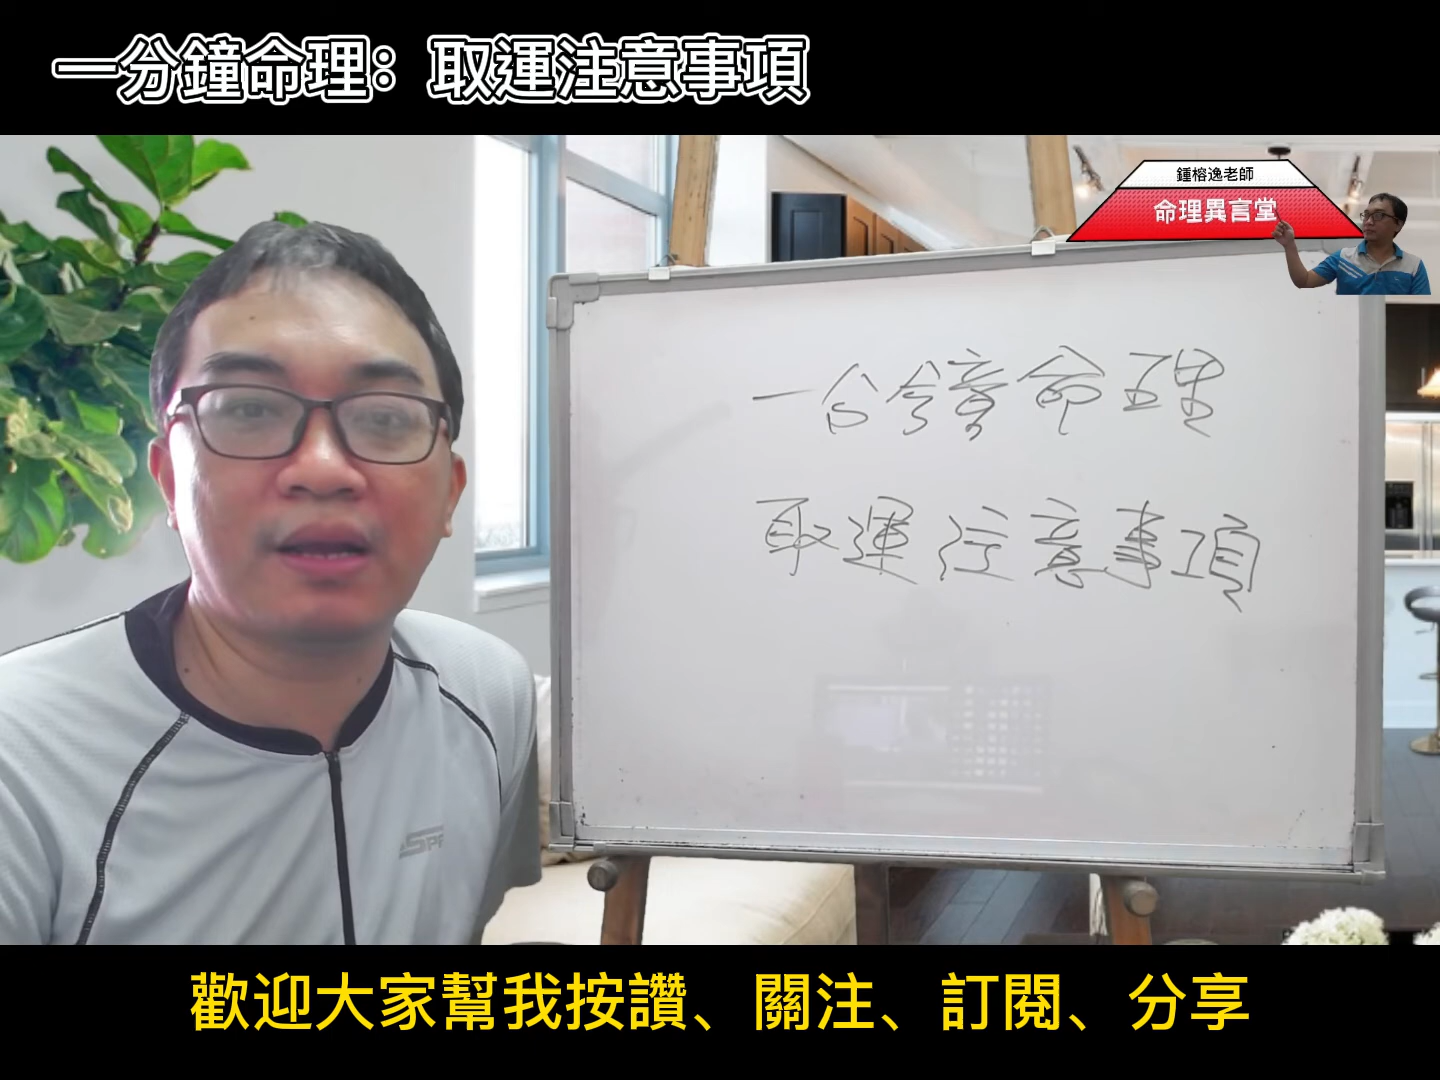 一分鐘命理：取運注意事項
鍾榕逸老師
命理異言堂
一分鐘命理
取運注意事項
歡迎大家幫我按讚、關注、訂閱、分享